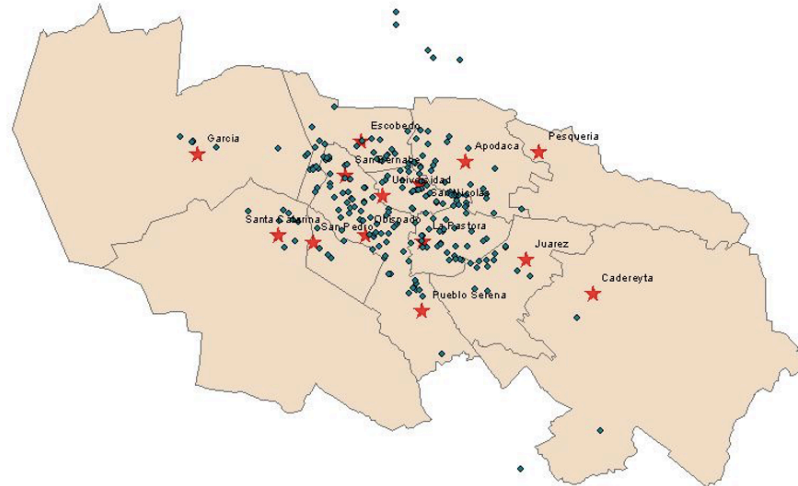 Escobedo
Garcia
Pesqueria
Apodaca
San Bernabe
Universidad
San Nicolas
Santa Catarina
San Pedro
Obispado
La Pastora
Juarez
Cadereyta
Pueblo Serena